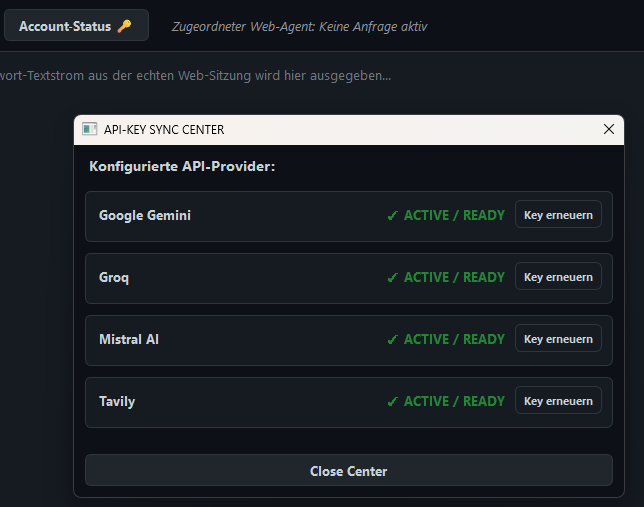 Account-Status 🔑
Zugeordneter Web-Agent: Keine Anfrage aktiv
wort-Textstrom aus der echten Web-Sitzung wird hier ausgegeben...
API-KEY SYNC CENTER
Konfigurierte API-Provider:
Google Gemini ✓ ACTIVE / READY Key erneuern
Groq ✓ ACTIVE / READY Key erneuern
Mistral AI ✓ ACTIVE / READY Key erneuern
Tavily ✓ ACTIVE / READY Key erneuern
Close Center